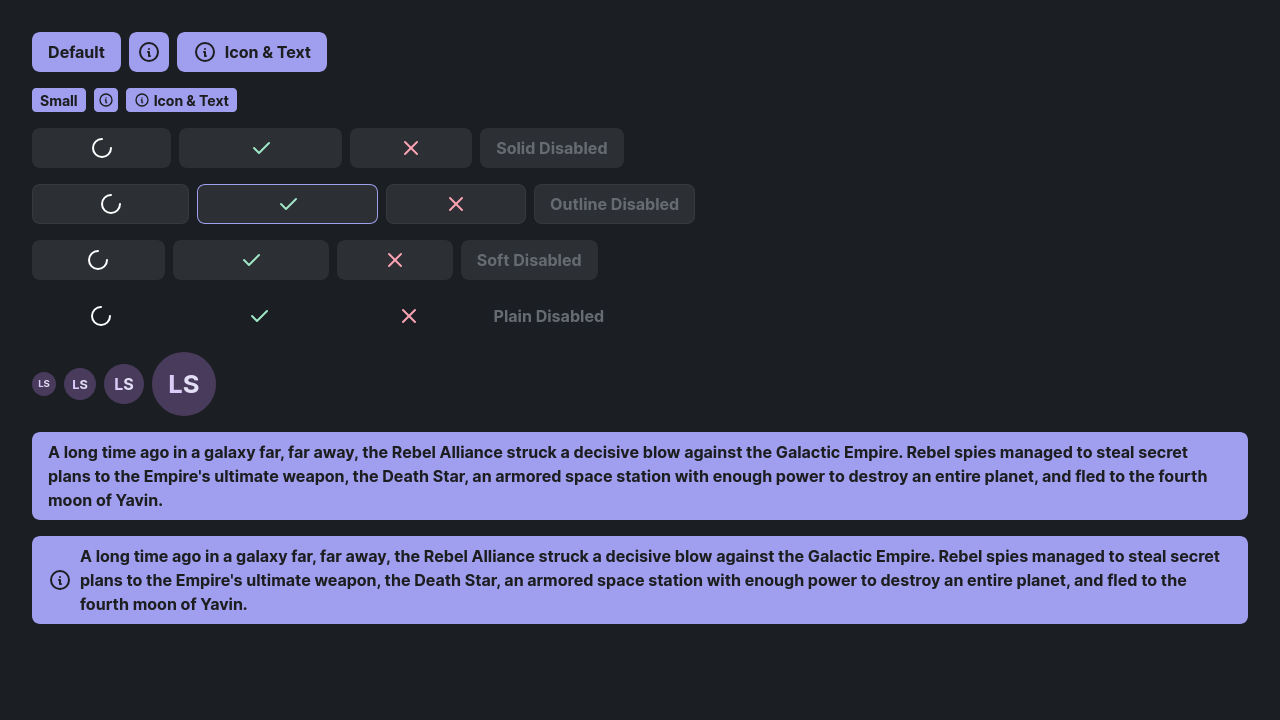 Default
Icon & Text
Small
Icon & Text
Solid Disabled
Outline Disabled
Soft Disabled
Plain Disabled
LS LS LS LS
A long time ago in a galaxy far, far away, the Rebel Alliance struck a decisive blow against the Galactic Empire. Rebel spies managed to steal secret
plans to the Empire's ultimate weapon, the Death Star, an armored space station with enough power to destroy an entire planet, and fled to the fourth
moon of Yavin.
A long time ago in a galaxy far, far away, the Rebel Alliance struck a decisive blow against the Galactic Empire. Rebel spies managed to steal secret
plans to the Empire's ultimate weapon, the Death Star, an armored space station with enough power to destroy an entire planet, and fled to the
fourth moon of Yavin.